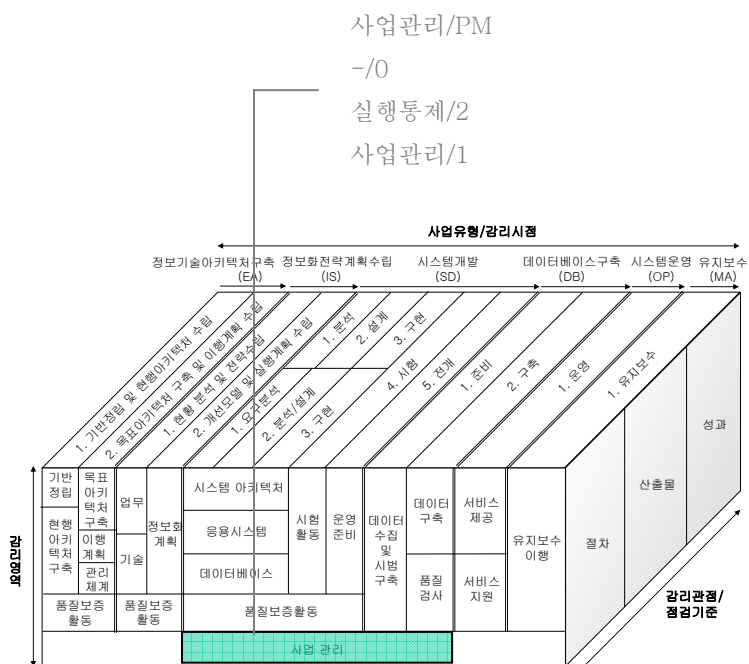 사업관리/PM
-/0
실행통제/2
사업관리/1
사업유형/감리시점
정보기술아키텍처구축
(EA)
정보화전략계획수립
(IS)
시스템개발
(SD)
데이터베이스구축
(DB)
시스템운영
(OP)
유지보수
(MA)
1. 기반정립 및 현행아키텍처 수립
2. 목표아키텍처 구축 및 이행계획 수립
1. 현황 분석 및 전략수립
2. 개선모델 및 실행계획 수립
1. 분석
2. 설계
3. 구현
1. 요구분석
2. 분석/설계
3. 구현
4. 시험
5. 전개
1. 준비
2. 구축
1. 운영
1. 유지보수
감리영역
기반
정립
현행
아키
텍처
구축
목표
아키
텍처
구축
이행
계획
관리
체계
품질보증
활동
업무
기술
정보화
계획
품질보증
활동
시스템 아키텍처
응용시스템
데이터베이스
시험
활동
운영
준비
품질보증활동
데이터
수집
및
시범
구축
데이터
구축
품질
검사
서비스
제공
서비스
지원
유지보수
이행
절차
산출물
성과
감리관점/
점검기준
사업 관리